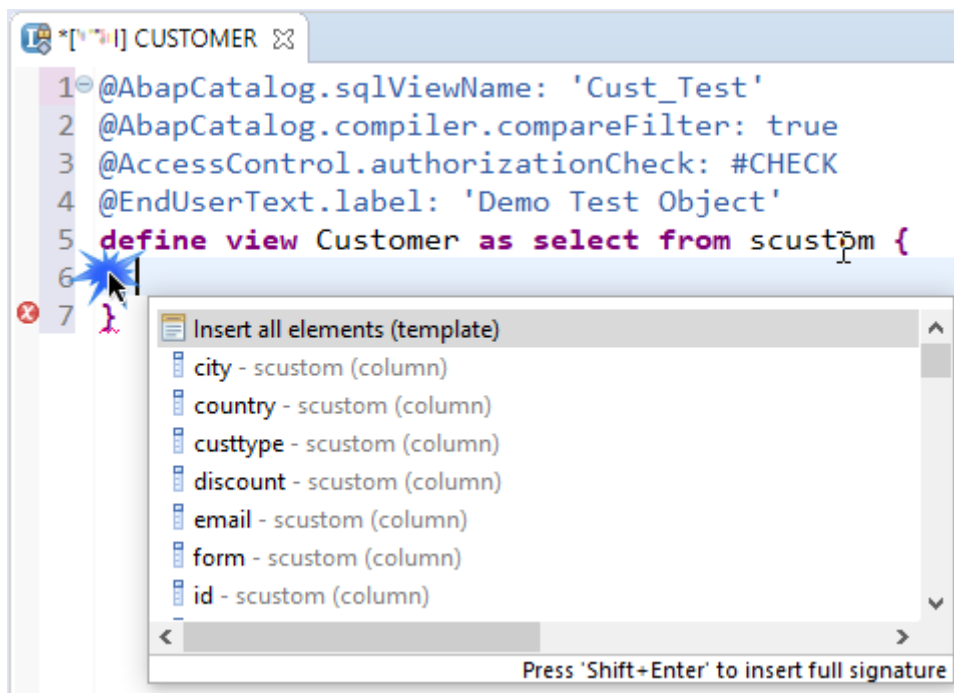 CUSTOMER
1 @AbapCatalog.sqlViewName: 'Cust_Test'
2 @AbapCatalog.compiler.compareFilter: true
3 @AccessControl.authorizationCheck: #CHECK
4 @EndUserText.label: 'Demo Test Object'
5 define view Customer as select from scustom {
6
7 }
Insert all elements (template)
city - scustom (column)
country - scustom (column)
custtype - scustom (column)
discount - scustom (column)
email - scustom (column)
form - scustom (column)
id - scustom (column)
Press 'Shift+Enter' to insert full signature